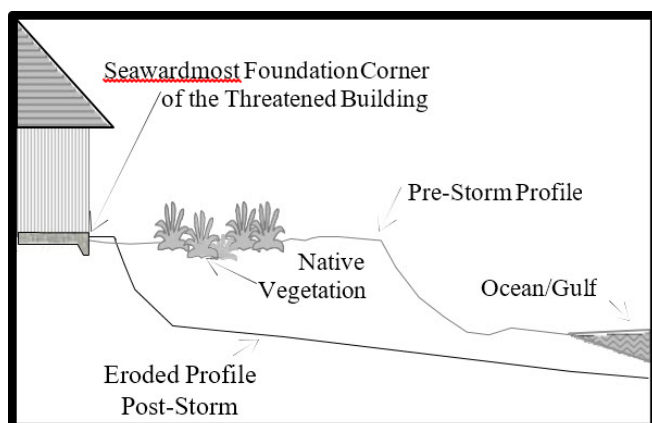 Seawardmost Foundation Corner
of the Threatened Building
Pre-Storm Profile
Native
Vegetation
Ocean/Gulf
Eroded Profile
Post-Storm